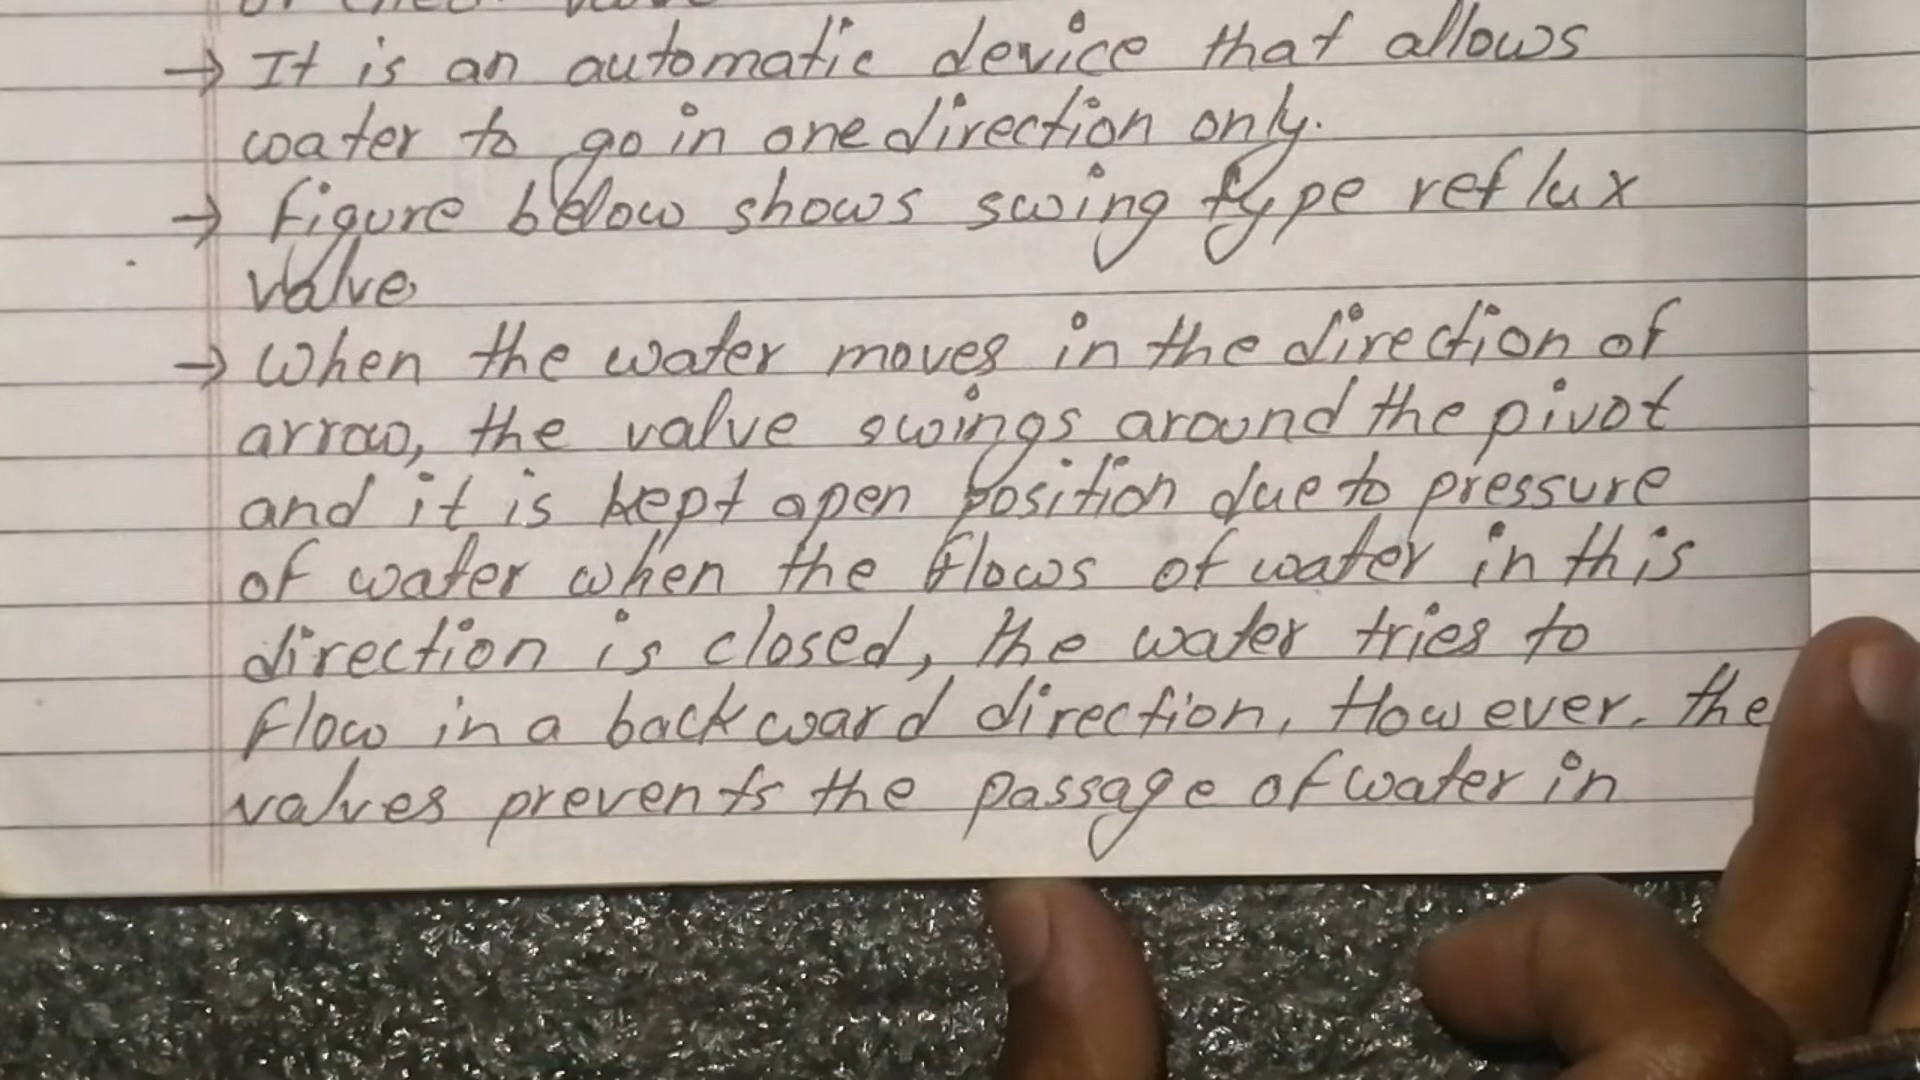 or check valve
→ It is an automatic device that allows
water to go in one direction only.
→ Figure below shows swing type reflux
valve
→ When the water moves in the direction of
arrow, the valve swings around the pivot
and it is kept open position due to pressure
of water when the flows of water in this
direction is closed, the water tries to
flow in a backward direction. However, the
valves prevents the passage of water in